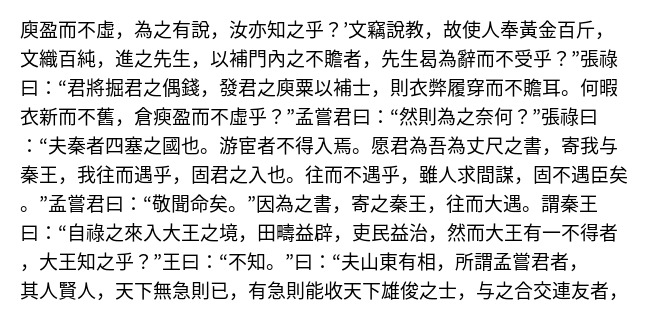 庾盈而不虛，為之有說，汝亦知之乎？’文竊說教，故使人奉黃金百斤，
文織百純，進之先生，以補門內之不贍者，先生曷為辭而不受乎？”張祿
曰：“君將掘君之偶錢，發君之庾粟以補士，則衣弊履穿而不贍耳。何暇
衣新而不舊，倉瘐盈而不虛乎？”孟嘗君曰：“然則為之奈何？”張祿曰
：“夫秦者四塞之國也。游宦者不得入焉。愿君為吾為丈尺之書，寄我与
秦王，我往而遇乎，固君之入也。往而不遇乎，雖人求間謀，固不遇臣矣
。”孟嘗君曰：“敬聞命矣。”因為之書，寄之秦王，往而大遇。謂秦王
曰：“自祿之來入大王之境，田疇益辟，吏民益治，然而大王有一不得者
，大王知之乎？”王曰：“不知。”曰：“夫山東有相，所謂孟嘗君者，
其人賢人，天下無急則已，有急則能收天下雄俊之士，与之合交連友者，